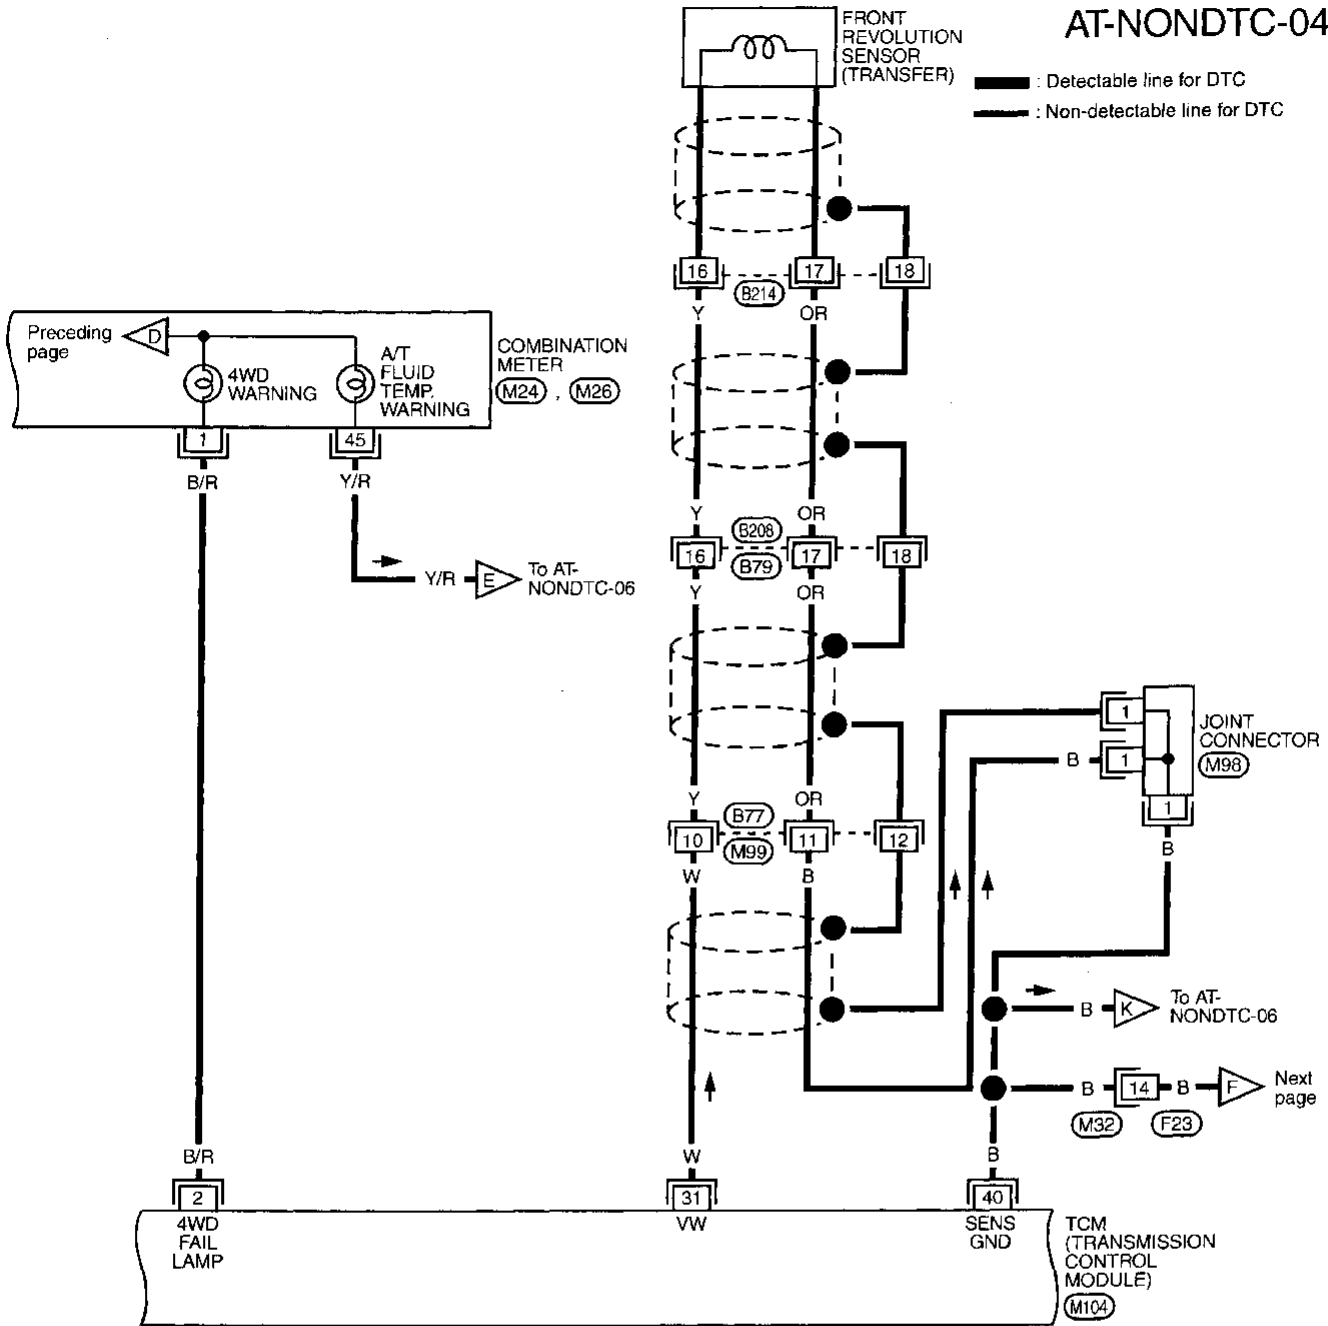 AT-NONDTC-04
FRONT
REVOLUTION
SENSOR
(TRANSFER)
: Detectable line for DTC
: Non-detectable line for DTC
16
17
18
B214
Y
OR
Preceding
page
D
4WD
WARNING
A/T
FLUID
TEMP.
WARNING
COMBINATION
METER
M24 , M26
1
45
B/R
Y/R
Y/R
E
To AT-
NONDTC-06
Y
OR
B208
16
17
18
B79
Y
OR
1
1
JOINT
CONNECTOR
M98
B
1
B
Y
OR
B77
10
11
12
M99
W
B
B
K
To AT-
NONDTC-06
B
14
B
F
Next
page
M32
F23
B/R
W
B
2
31
40
4WD
FAIL
LAMP
VW
SENS
GND
TCM
(TRANSMISSION
CONTROL
MODULE)
M104